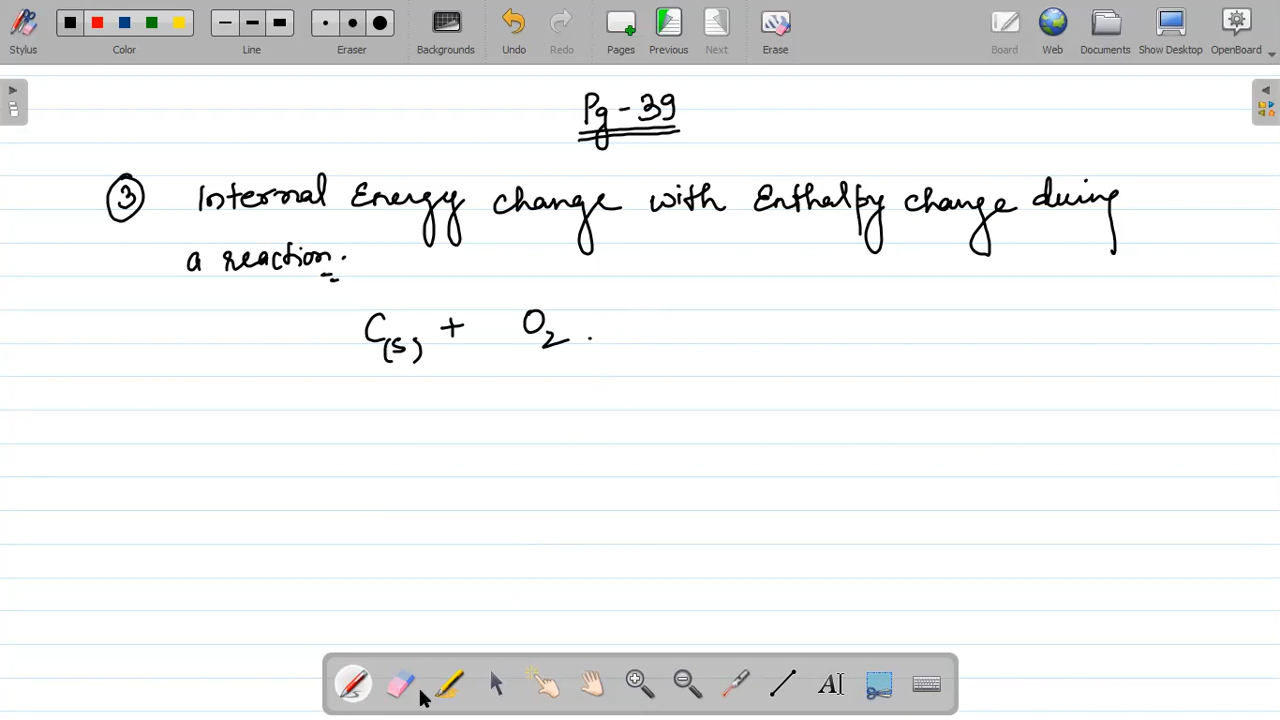 Stylus Color Line Eraser Backgrounds Undo Redo Pages Previous Next Erase Board Web Documents Show Desktop OpenBoard
Pg - 39
③ Internal Energy change with Enthalpy change during
a reaction.
C(s) + O2 .
AI